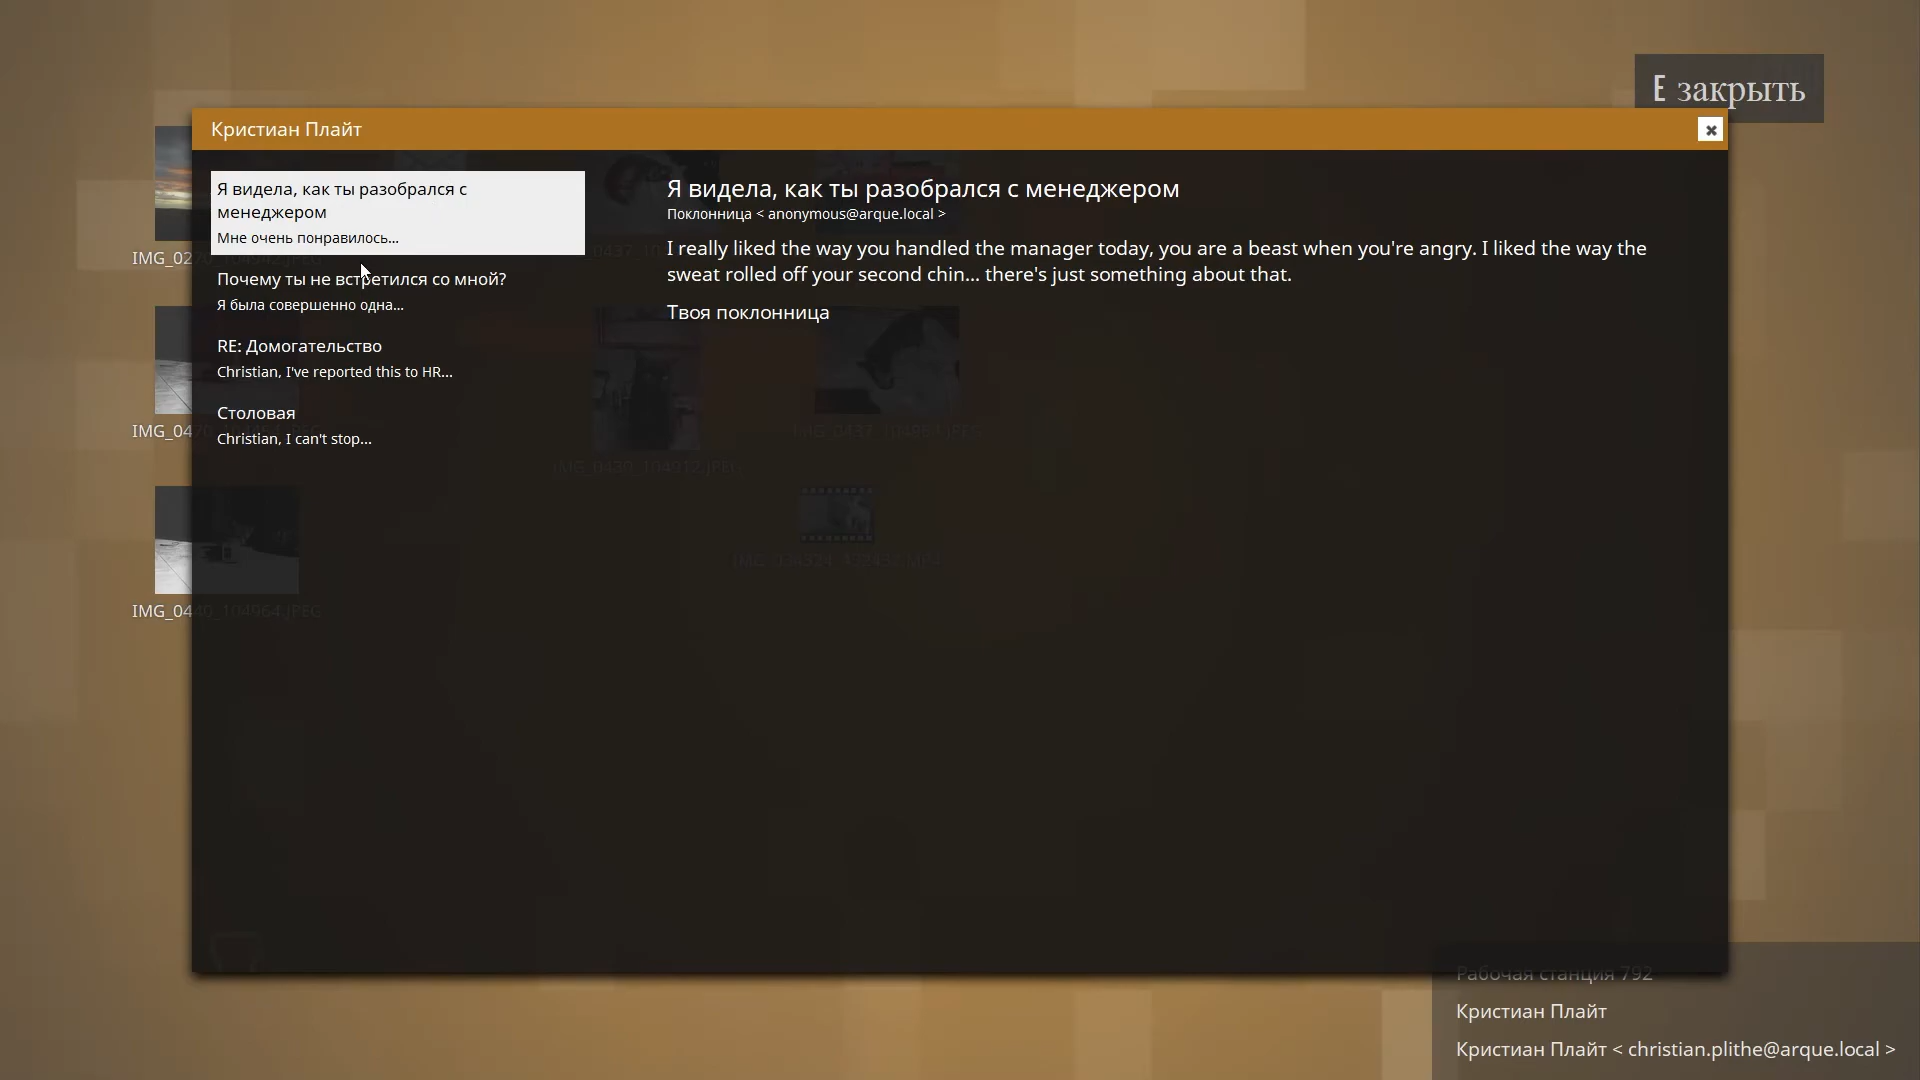 E закрыть
Кристиан Плайт
Я видела, как ты разобрался с
менеджером
Мне очень понравилось...
Почему ты не встретился со мной?
Я была совершенно одна...
RE: Домогательство
Christian, I've reported this to HR...
Столовая
Christian, I can't stop...
Я видела, как ты разобрался с менеджером
Поклонница < anonymous@arque.local >
I really liked the way you handled the manager today, you are a beast when you're angry. I liked the way the
sweat rolled off your second chin... there's just something about that.
Твоя поклонница
IMG_0440_104964.JPEG
IMG_0430_104912.JPEG
Рабочая станция 792
Кристиан Плайт
Кристиан Плайт < christian.plithe@arque.local >